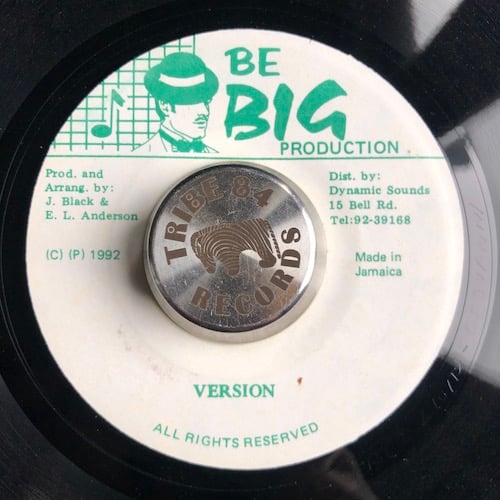 BE
BIG
PRODUCTION
Prod. and
Arrang. by:
J. Black &
E. L. Anderson
Dist. by:
Dynamic Sounds
15 Bell Rd.
Tel:92-39168
(C) (P) 1992
Made in
Jamaica
TRIBE 84
RECORDS
VERSION
ALL RIGHTS RESERVED